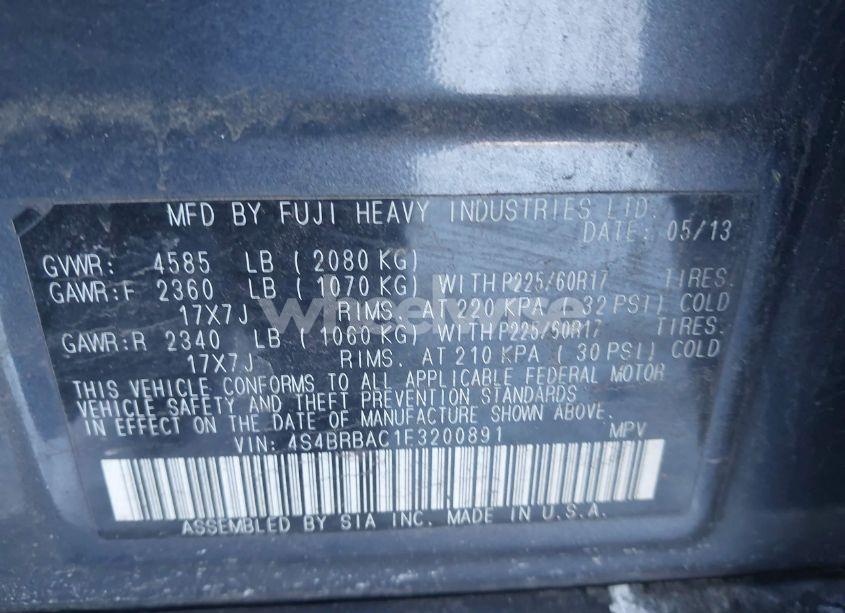 MFD BY FUJI HEAVY INDUSTRIES LTD.
DATE: 05/13
GVWR: 4585 LB ( 2080 KG)
GAWR:F 2360 LB ( 1070 KG) WITH P225/60R17 TIRES.
17X7J RIMS. AT 220 KPA ( 32 PSI) COLD
GAWR:R 2340 LB ( 1060 KG) WITH P225/60R17 TIRES.
17X7J RIMS. AT 210 KPA ( 30 PSI) COLD
THIS VEHICLE CONFORMS TO ALL APPLICABLE FEDERAL MOTOR
VEHICLE SAFETY AND THEFT PREVENTION STANDARDS
IN EFFECT ON THE DATE OF MANUFACTURE SHOWN ABOVE.
VIN: 4S4BRBAC1F3200891 MPV
ASSEMBLED BY SIA INC. MADE IN U.S.A.
wheelwise